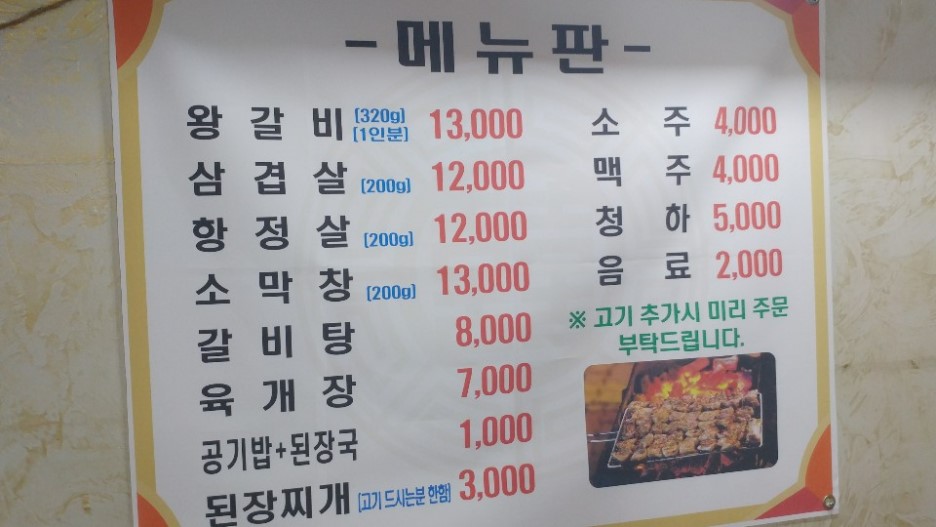 - 메뉴판 -
왕갈비 (320g) (1인분) 13,000
삼겹살 (200g) 12,000
항정살 (200g) 12,000
소막창 (200g) 13,000
갈비탕 8,000
육개장 7,000
공기밥+된장국 1,000
된장찌개 (고기 드시는분 한함) 3,000
소주 4,000
맥주 4,000
청하 5,000
음료 2,000
※ 고기 추가시 미리 주문
부탁드립니다.